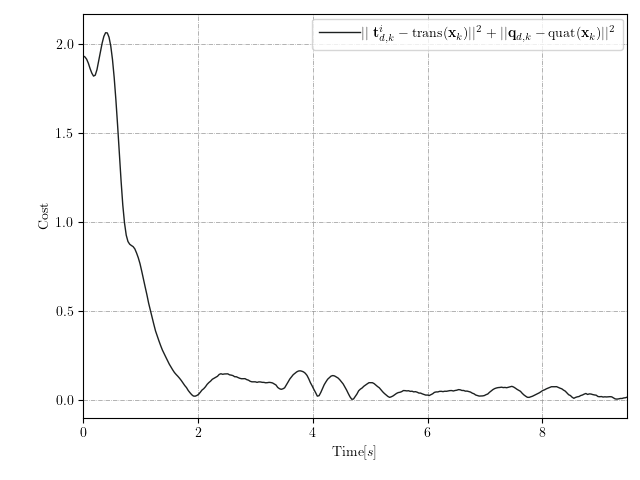 || t^i_{d,k} − trans(x_k)||^2 + ||q_{d,k} − quat(x_k)||^2
2.0
1.5
1.0
0.5
0.0
Cost
0 2 4 6 8
Time[s]